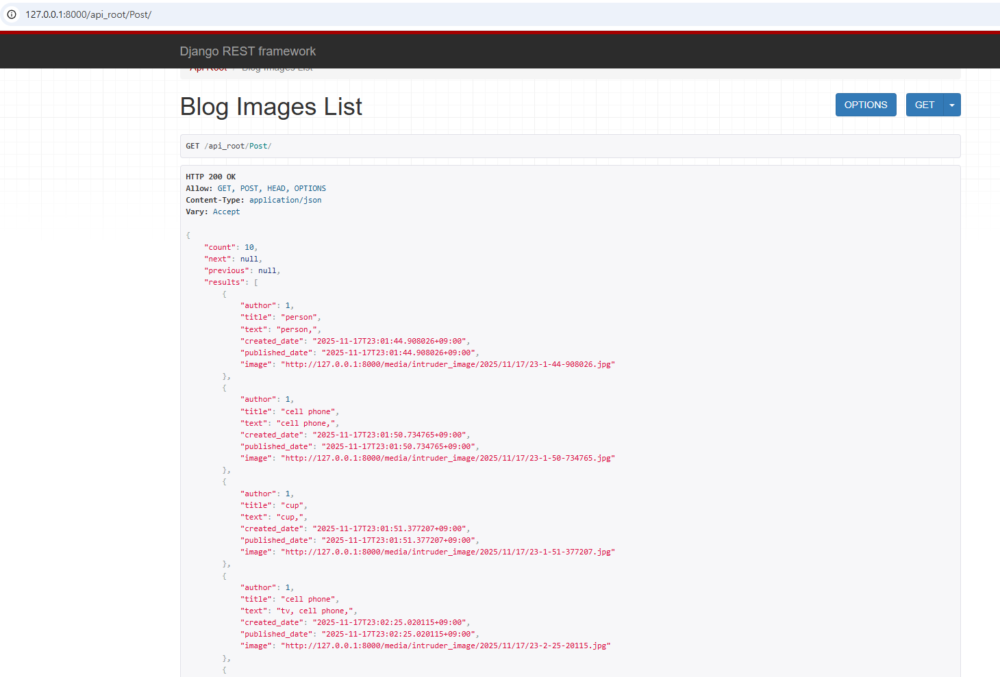 127.0.0.1:8000/api_root/Post/
Django REST framework
Api Root / Blog Images List
Blog Images List
OPTIONS
GET
GET /api_root/Post/
HTTP 200 OK
Allow: GET, POST, HEAD, OPTIONS
Content-Type: application/json
Vary: Accept
{
"count": 10,
"next": null,
"previous": null,
"results": [
{
"author": 1,
"title": "person",
"text": "person,",
"created_date": "2025-11-17T23:01:44.908026+09:00",
"published_date": "2025-11-17T23:01:44.908026+09:00",
"image": "http://127.0.0.1:8000/media/intruder_image/2025/11/17/23-1-44-908026.jpg"
},
{
"author": 1,
"title": "cell phone",
"text": "cell phone,",
"created_date": "2025-11-17T23:01:50.734765+09:00",
"published_date": "2025-11-17T23:01:50.734765+09:00",
"image": "http://127.0.0.1:8000/media/intruder_image/2025/11/17/23-1-50-734765.jpg"
},
{
"author": 1,
"title": "cup",
"text": "cup,",
"created_date": "2025-11-17T23:01:51.377207+09:00",
"published_date": "2025-11-17T23:01:51.377207+09:00",
"image": "http://127.0.0.1:8000/media/intruder_image/2025/11/17/23-1-51-377207.jpg"
},
{
"author": 1,
"title": "cell phone",
"text": "tv, cell phone,",
"created_date": "2025-11-17T23:02:25.020115+09:00",
"published_date": "2025-11-17T23:02:25.020115+09:00",
"image": "http://127.0.0.1:8000/media/intruder_image/2025/11/17/23-2-25-20115.jpg"
},
{